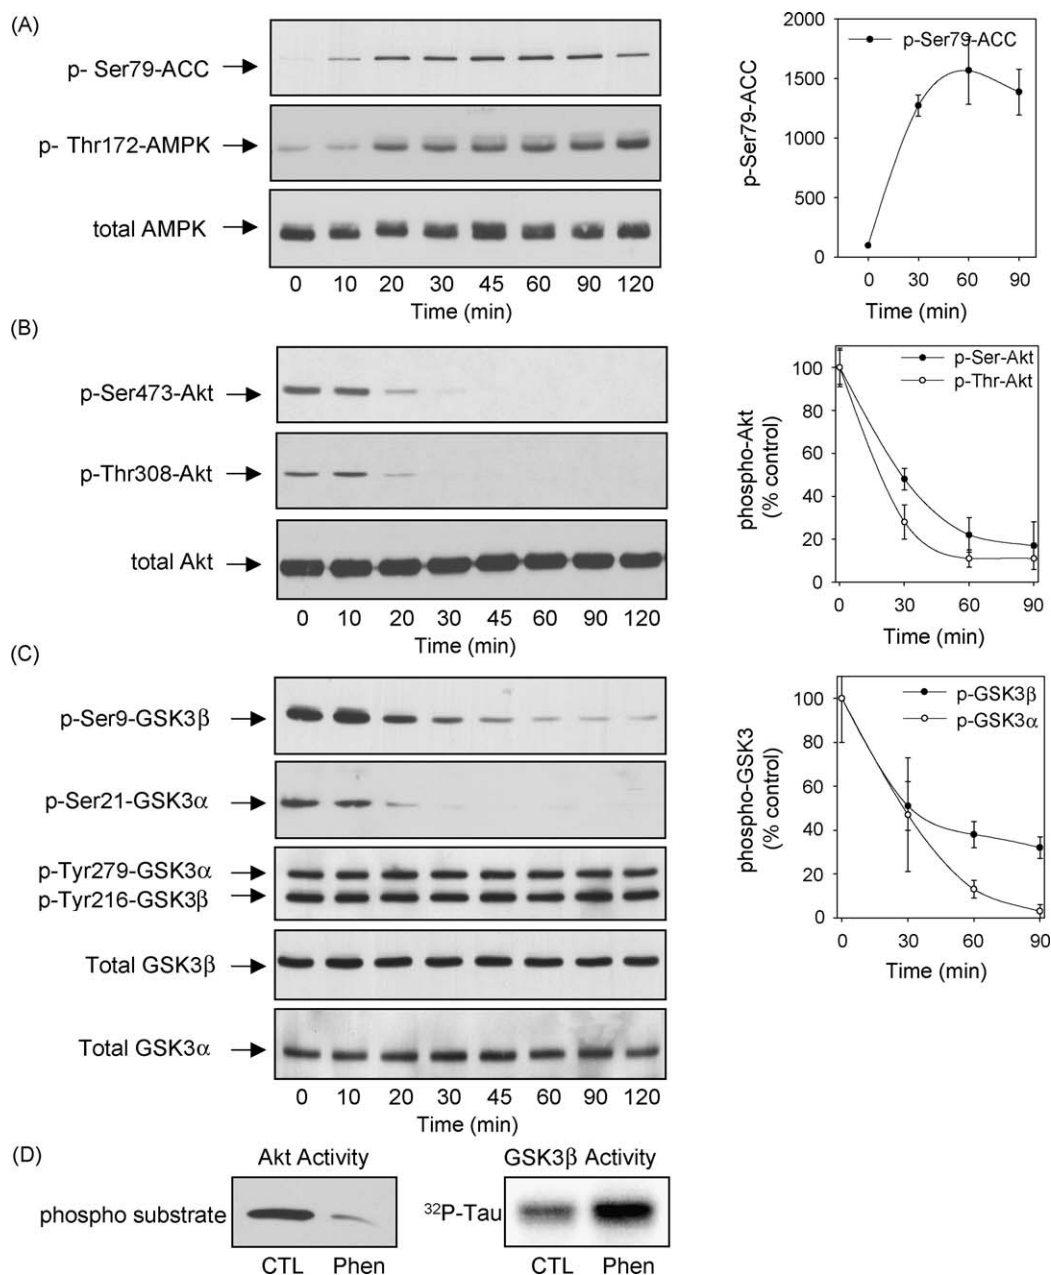 (A)
p- Ser79-ACC
p- Thr172-AMPK
total AMPK
0 10 20 30 45 60 90 120
Time (min)
p-Ser79-ACC
2000
1500
1000
500
0
p-Ser79-ACC
0 30 60 90
Time (min)
(B)
p-Ser473-Akt
p-Thr308-Akt
total Akt
0 10 20 30 45 60 90 120
Time (min)
phospho-Akt
(% control)
100
80
60
40
20
0
p-Ser-Akt
p-Thr-Akt
0 30 60 90
Time (min)
(C)
p-Ser9-GSK3β
p-Ser21-GSK3α
p-Tyr279-GSK3α
p-Tyr216-GSK3β
Total GSK3β
Total GSK3α
0 10 20 30 45 60 90 120
Time (min)
phospho-GSK3
(% control)
100
80
60
40
20
0
p-GSK3β
p-GSK3α
0 30 60 90
Time (min)
(D)
Akt Activity
phospho substrate
CTL Phen
GSK3β Activity
³²P-Tau
CTL Phen